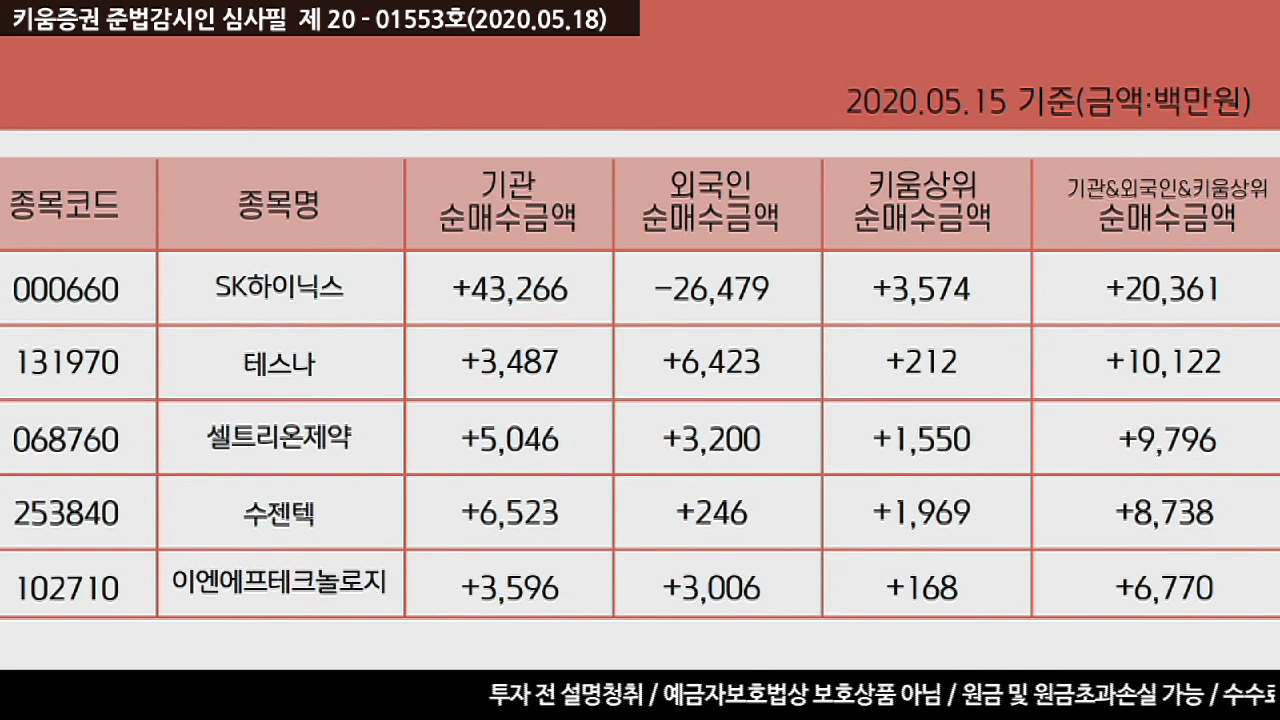 키움증권 준법감시인 심사필 제 20 - 01553호(2020.05.18)
2020.05.15 기준(금액:백만원)
종목코드 종목명 기관 순매수금액 외국인 순매수금액 키움상위 순매수금액 기관&외국인&키움상위 순매수금액
000660 SK하이닉스 +43,266 -26,479 +3,574 +20,361
131970 테스나 +3,487 +6,423 +212 +10,122
068760 셀트리온제약 +5,046 +3,200 +1,550 +9,796
253840 수젠텍 +6,523 +246 +1,969 +8,738
102710 이엔에프테크놀로지 +3,596 +3,006 +168 +6,770
투자 전 설명청취 / 예금자보호법상 보호상품 아님 / 원금 및 원금초과손실 가능 / 수수